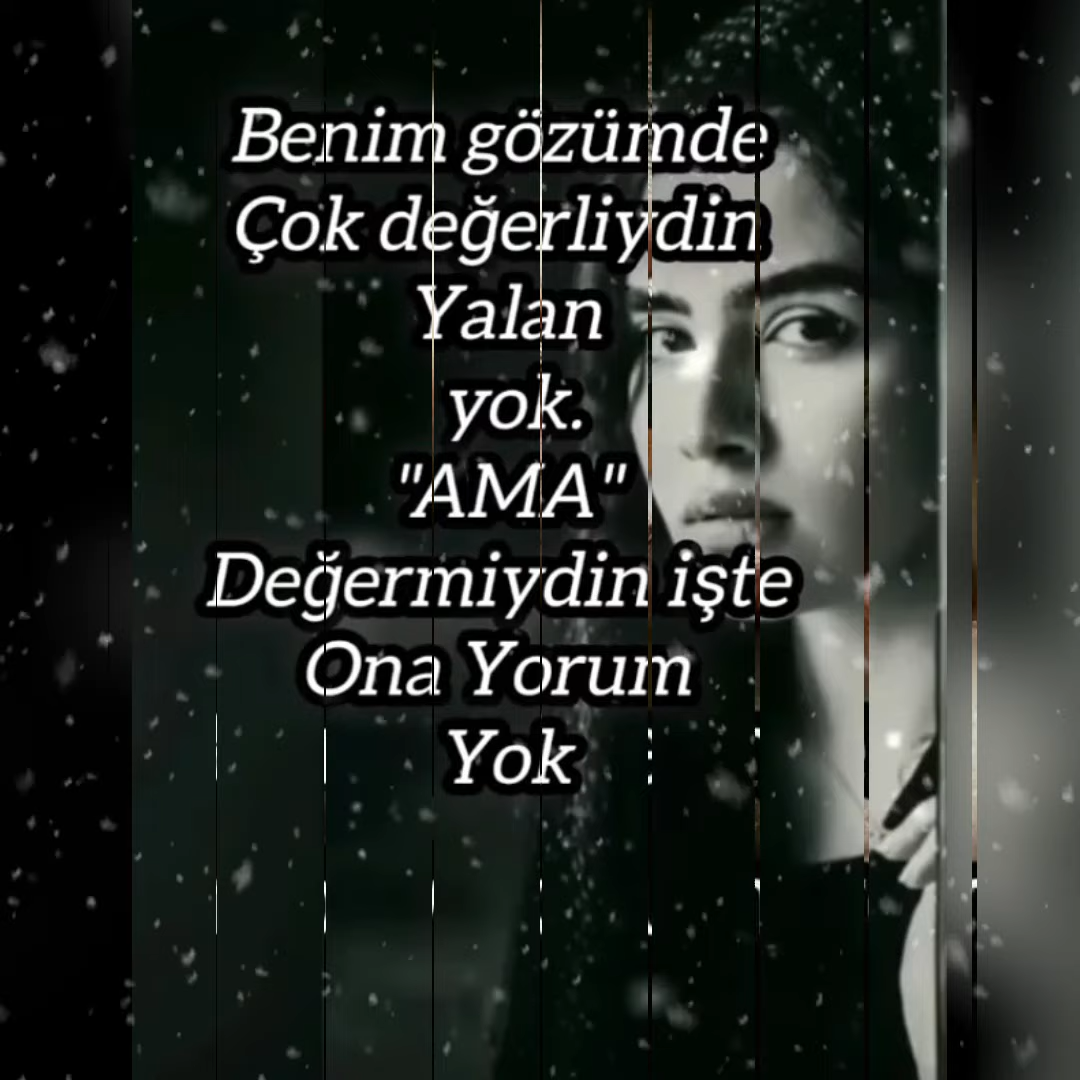 Benim gözümde
Çok değerliydin
Yalan
yok.
"AMA"
Değermiydin işte
Ona Yorum
Yok